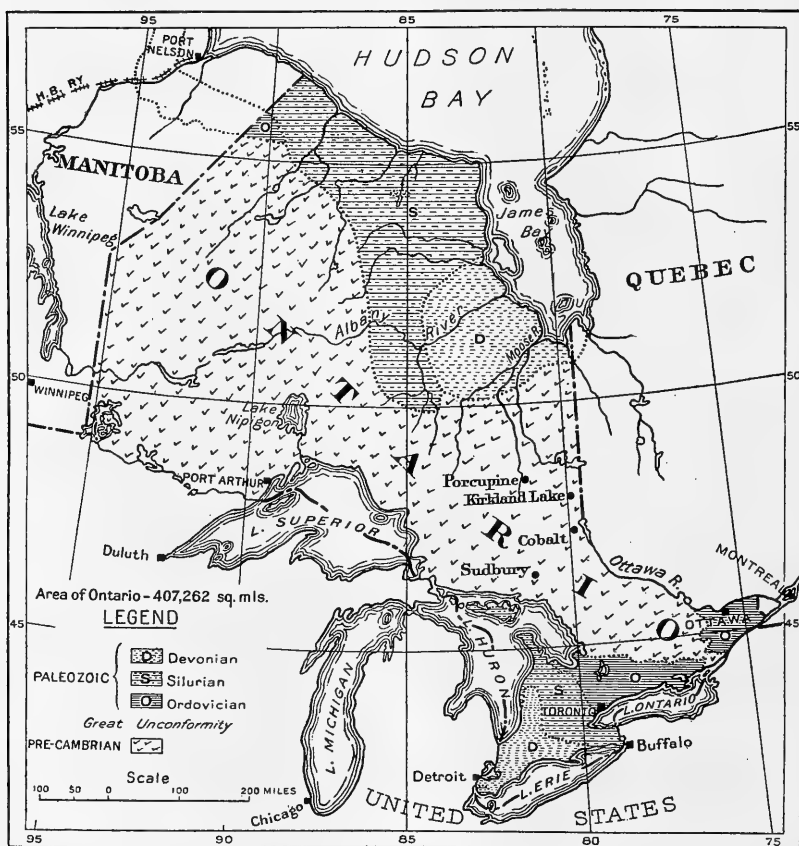 95
90
85
80
75
PORT
NELSON
HUDSON
BAY
H.B. RY
55
55
O
MANITOBA
Lake
Winnipeg
S
James
Bay
QUEBEC
ONTARIO
Albany
River
D
Moose R.
50
50
WINNIPEG
Lake
Nipigon
PORT ARTHUR
Porcupine
Kirkland Lake
L. SUPERIOR
Cobalt
Duluth
Sudbury
Ottawa R.
MONTREAL
Area of Ontario - 407,262 sq. mls.
LEGEND
45
45
OTTAWA
O
PALEOZOIC
D Devonian
S Silurian
O Ordovician
Great Unconformity
PRE-CAMBRIAN
L. HURON
L. MICHIGAN
S
O
TORONTO
L. ONTARIO
D
Buffalo
Scale
100 50 0 100 200 MILES
Detroit
L. ERIE
Chicago
UNITED STATES
95
90
85
80
75